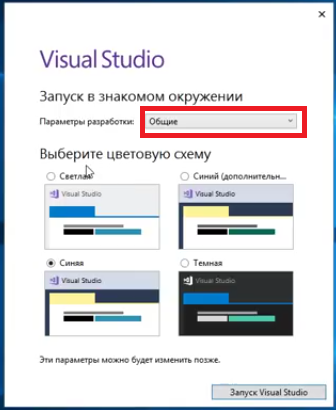 Visual Studio
Запуск в знакомом окружении
Параметры разработки: Общие
Выберите цветовую схему
Светлая Синий (дополнительн...
Visual Studio Visual Studio
Синяя Темная
Visual Studio Visual Studio
Эти параметры можно будет изменить позже.
Запуск Visual Studio